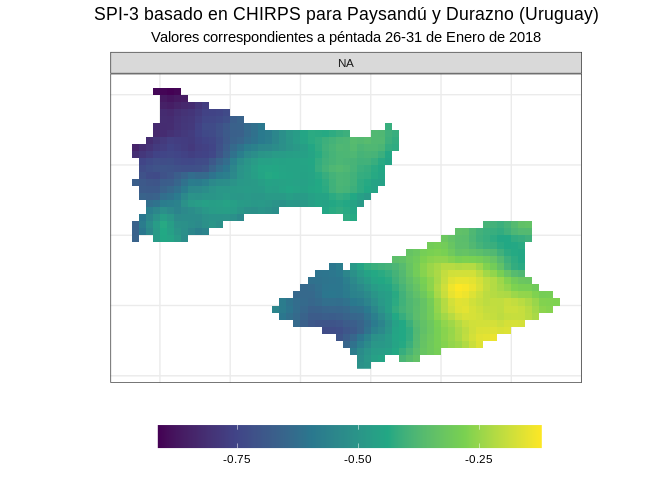 SPI-3 basado en CHIRPS para Paysandú y Durazno (Uruguay)
Valores correspondientes a péntada 26-31 de Enero de 2018
NA
-0.75 -0.50 -0.25